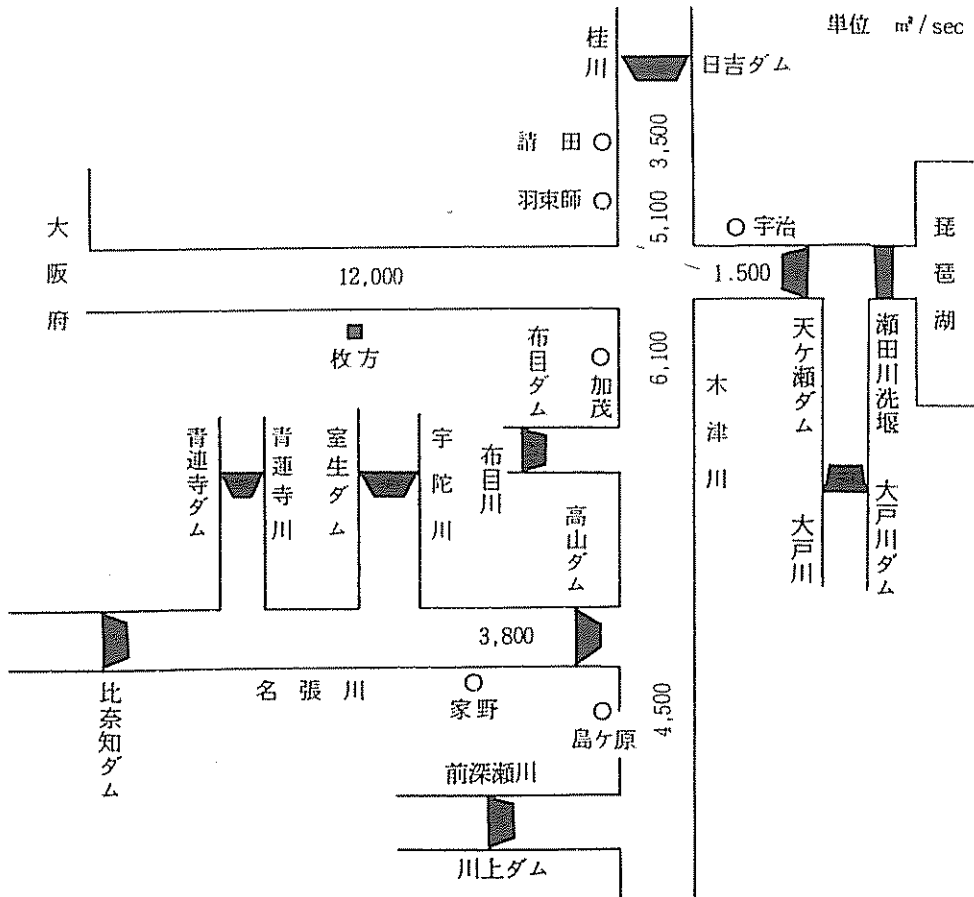 単位 ㎥/sec
桂川
日吉ダム
請田
3,500
羽束師
5,100
宇治
大阪府
12,000
1.500
琵琶湖
枚方
布目ダム
加茂
6,100
木津川
天ケ瀬ダム
瀬田川洗堰
青連寺ダム
青蓮寺川
室生ダム
宇陀川
布目川
高山ダム
大戸川
大戸川ダム
3,800
比奈知ダム
名張川
家野
島ケ原
4,500
前深瀬川
川上ダム